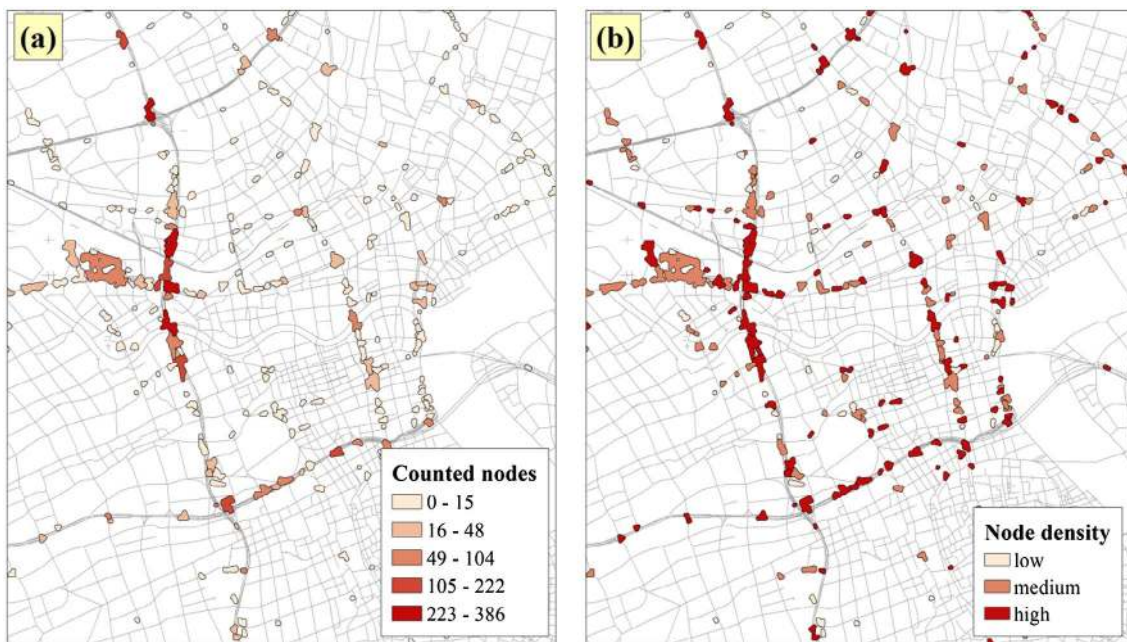 (a)
Counted nodes
0 - 15
16 - 48
49 - 104
105 - 222
223 - 386
(b)
Node density
low
medium
high